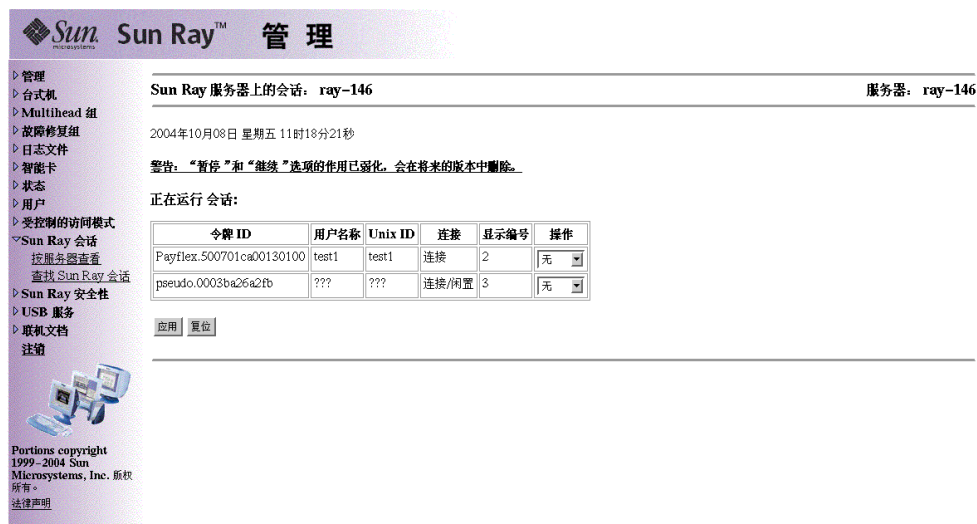 Sun microsystems Sun Ray™ 管 理
▷管理
▷台式机
▷Multihead 组
▷故障修复组
▷日志文件
▷智能卡
▷状态
▷用户
▷受控制的访问模式
▽Sun Ray 会话
按服务器查看
查找 Sun Ray 会话
▷Sun Ray 安全性
▷USB 服务
▷联机文档
注销
Portions copyright
1999-2004 Sun
Microsystems, Inc. 版权
所有。
法律声明
Sun Ray 服务器上的会话： ray-146 服务器： ray-146
2004年10月08日 星期五 11时18分21秒
警告： “暂停 ”和 “继续 ”选项的作用已弱化，会在将来的版本中删除。
正在运行 会话:
令牌 ID 用户名称 Unix ID 连接 显示编号 操作
Payflex.500701ca00130100 test1 test1 连接 2 无
pseudo.0003ba26a2fb ??? ??? 连接/闲置 3 无
应用 复位